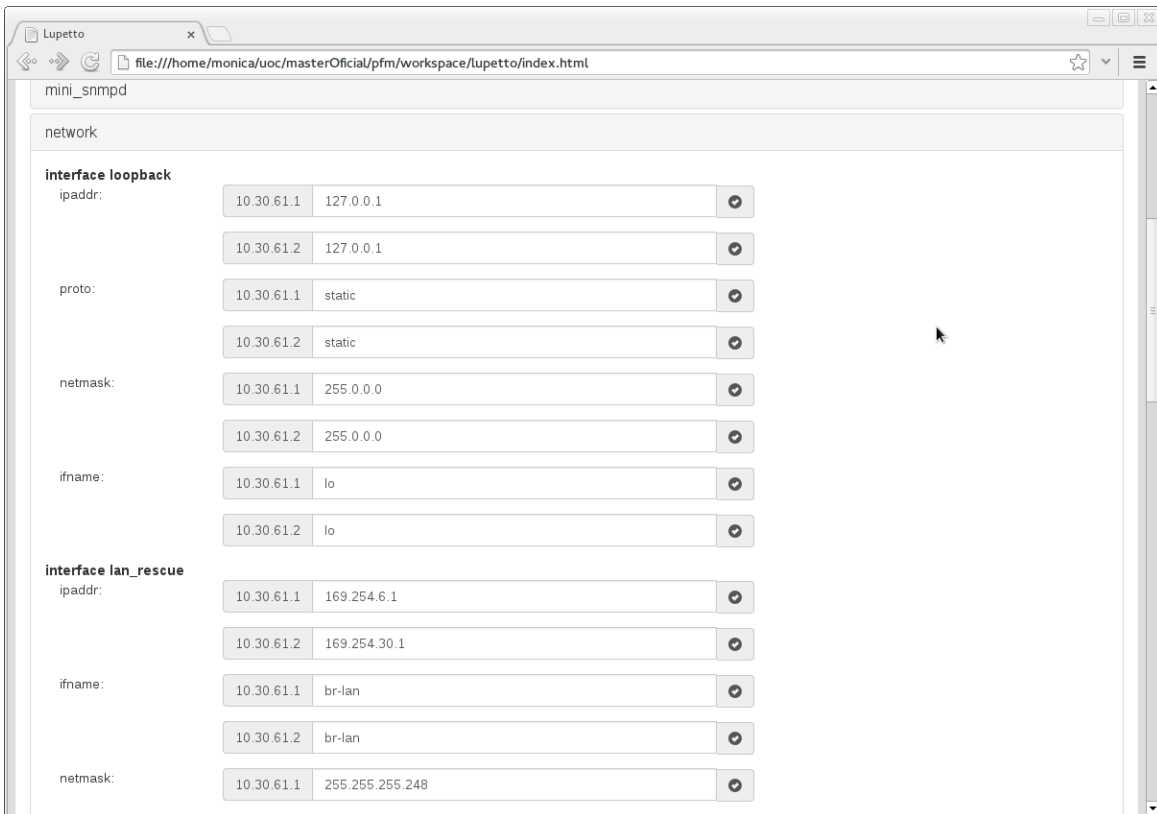 Lupetto
file:///home/monica/uoc/masterOficial/pfm/workspace/lupetto/index.html
mini_snmpd
network
interface loopback
ipaddr:
10.30.61.1 127.0.0.1
10.30.61.2 127.0.0.1
proto:
10.30.61.1 static
10.30.61.2 static
netmask:
10.30.61.1 255.0.0.0
10.30.61.2 255.0.0.0
ifname:
10.30.61.1 lo
10.30.61.2 lo
interface lan_rescue
ipaddr:
10.30.61.1 169.254.6.1
10.30.61.2 169.254.30.1
ifname:
10.30.61.1 br-lan
10.30.61.2 br-lan
netmask:
10.30.61.1 255.255.255.248